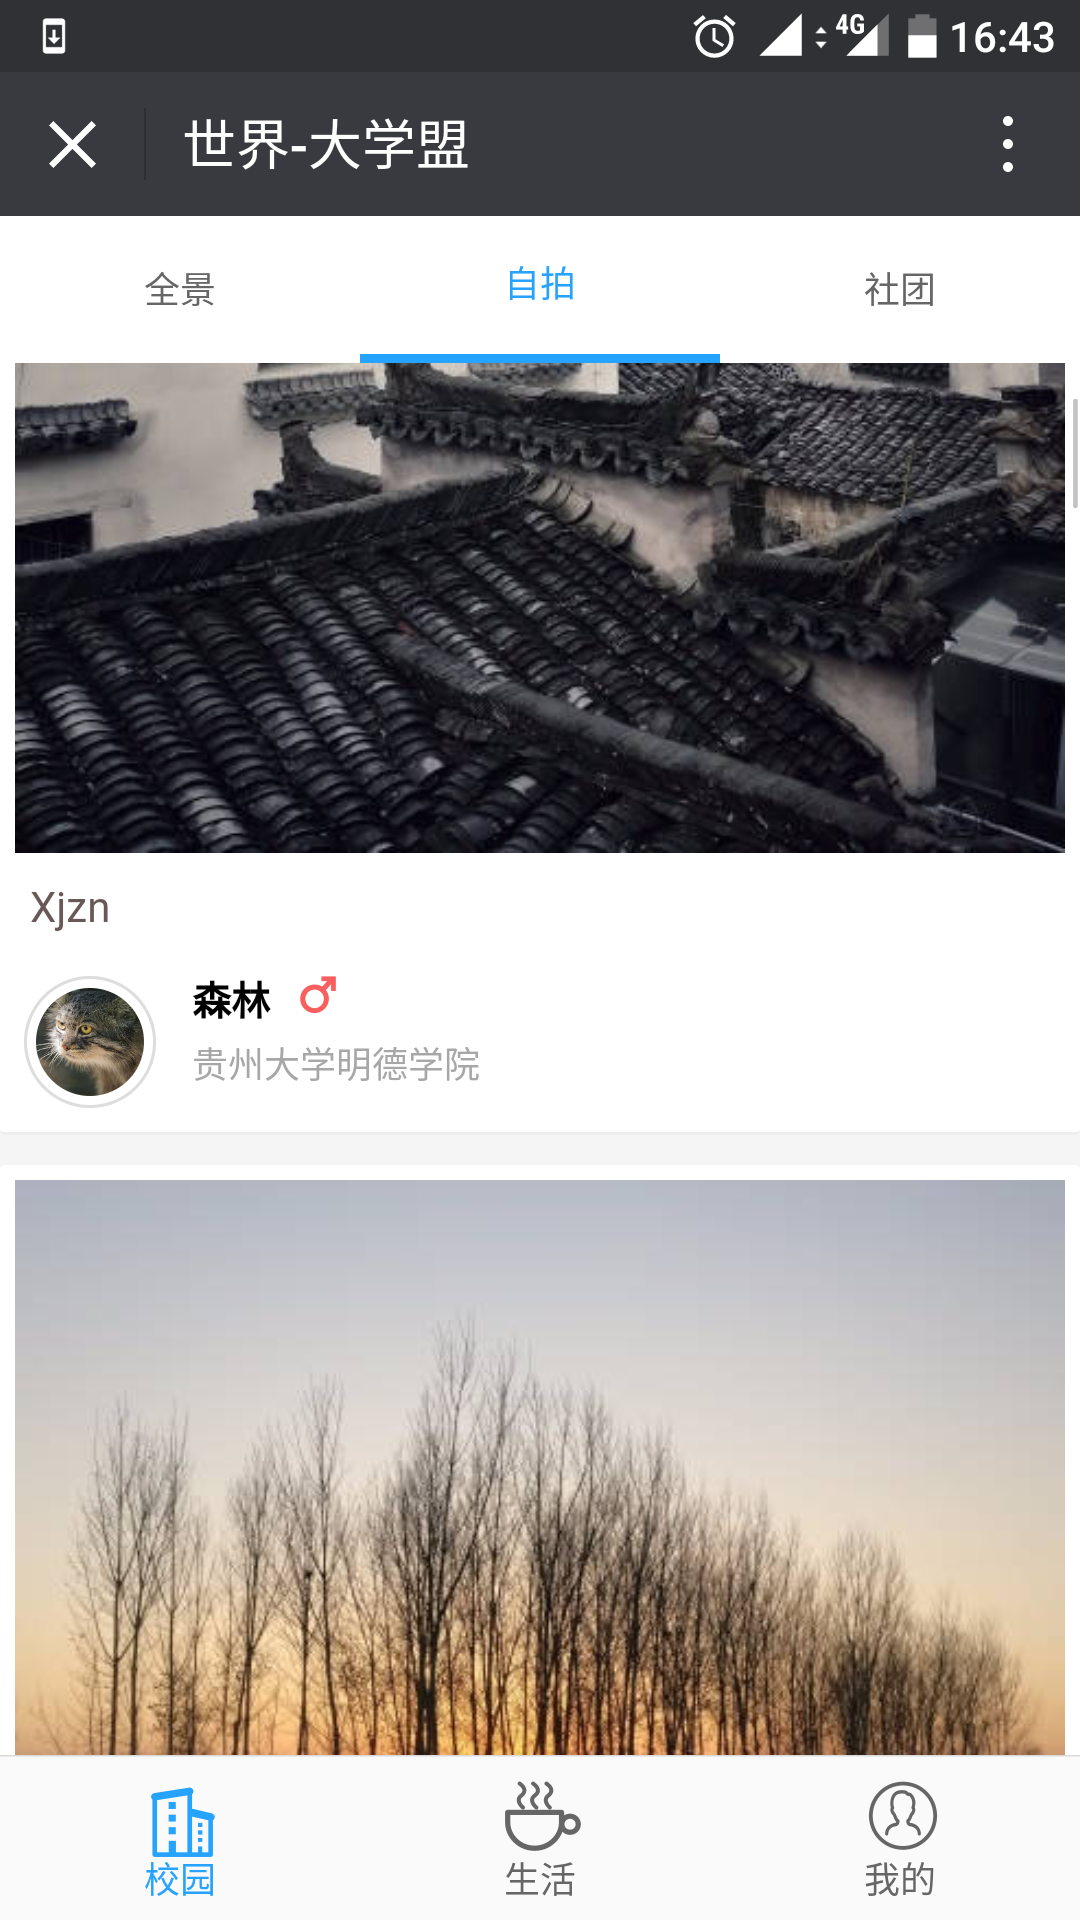 4G 16:43
世界-大学盟
全景 自拍 社团
Xjzn
森林
贵州大学明德学院
校园 生活 我的